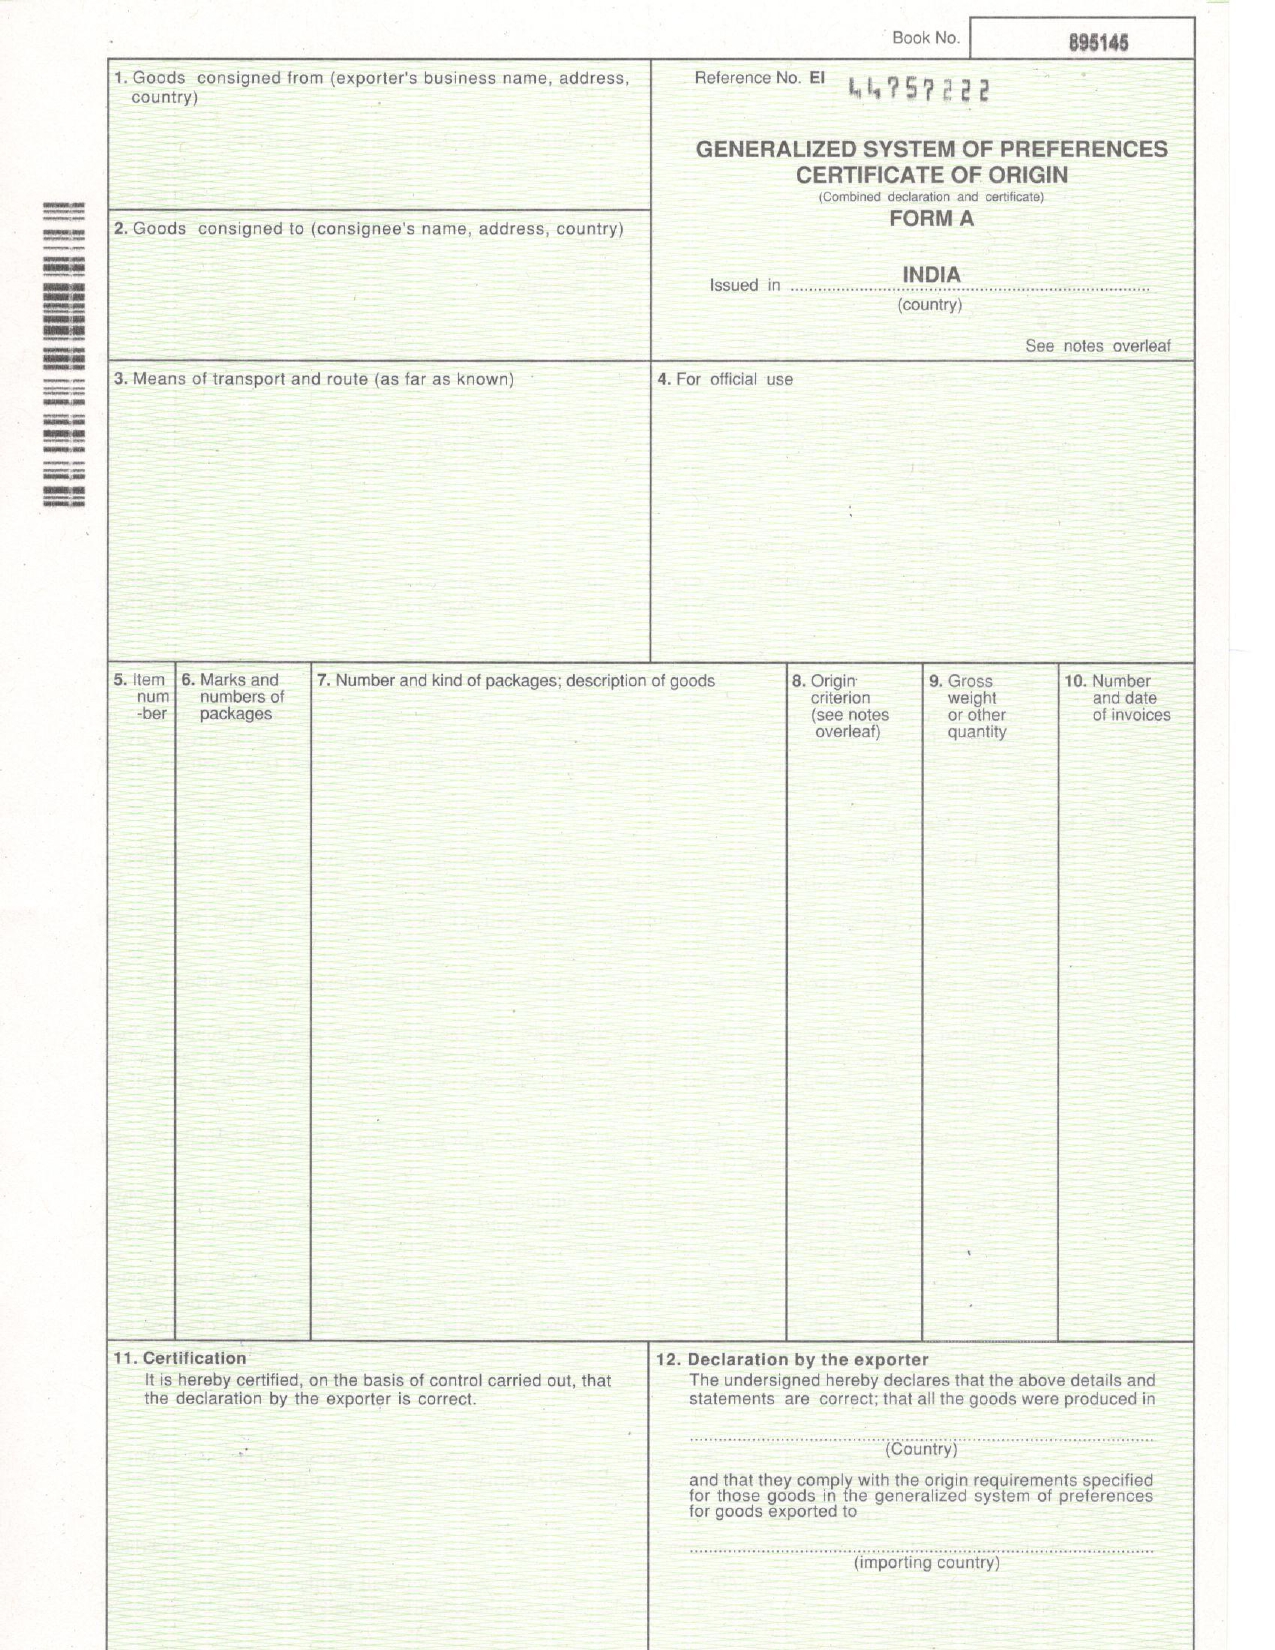 Book No. 895145
1. Goods consigned from (exporter's business name, address,
country)
Reference No. EI 44757222
GENERALIZED SYSTEM OF PREFERENCES
CERTIFICATE OF ORIGIN
(Combined declaration and certificate)
FORM A
Issued in INDIA
(country)
See notes overleaf
2. Goods consigned to (consignee's name, address, country)
3. Means of transport and route (as far as known)
4. For official use
5. Item
num
-ber
6. Marks and
numbers of
packages
7. Number and kind of packages; description of goods
8. Origin
criterion
(see notes
overleaf)
9. Gross
weight
or other
quantity
10. Number
and date
of invoices
11. Certification
It is hereby certified, on the basis of control carried out, that
the declaration by the exporter is correct.
12. Declaration by the exporter
The undersigned hereby declares that the above details and
statements are correct; that all the goods were produced in
(Country)
and that they comply with the origin requirements specified
for those goods in the generalized system of preferences
for goods exported to
(importing country)